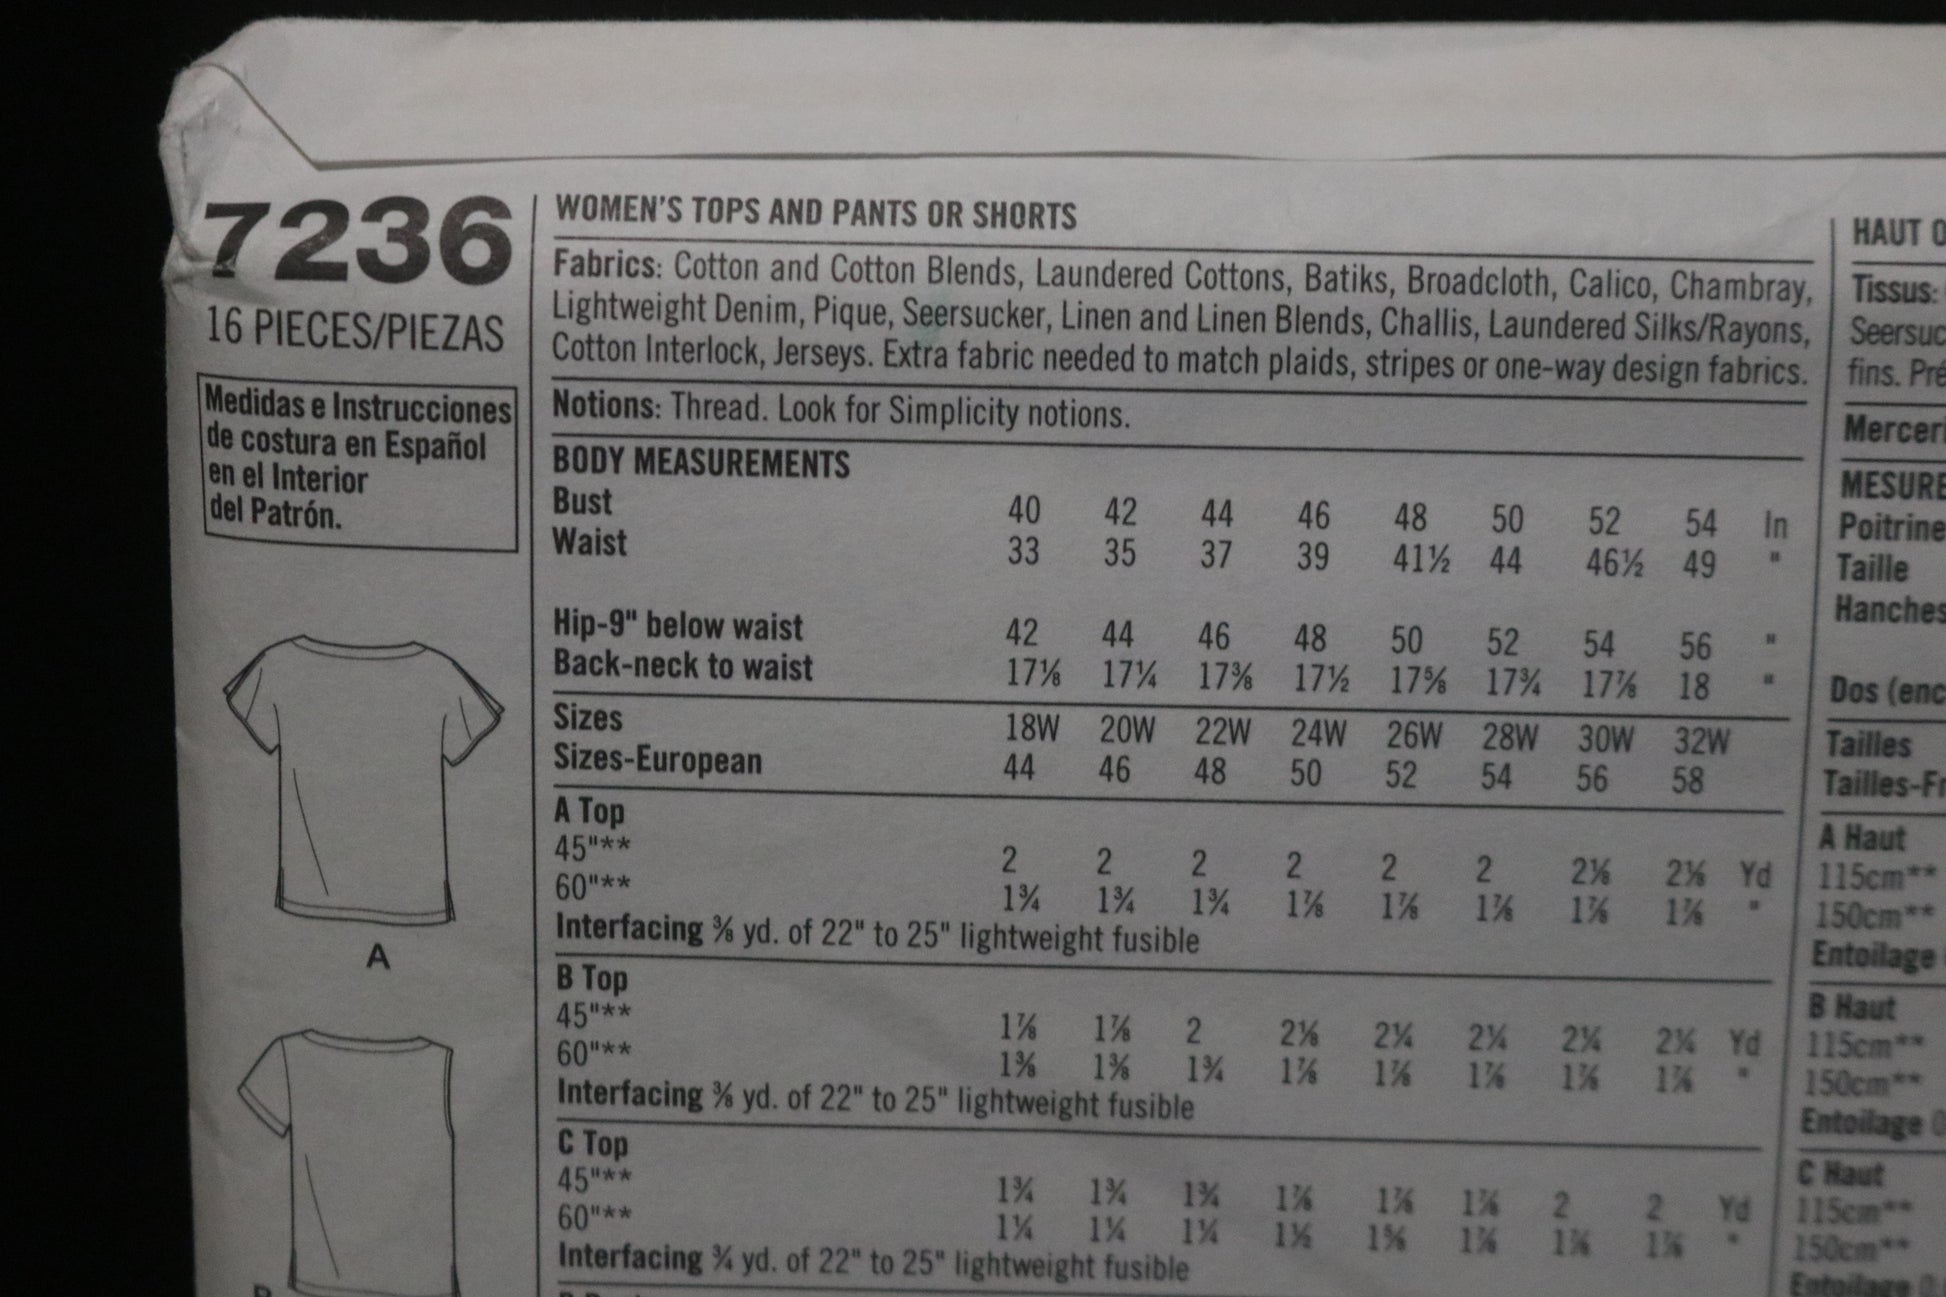 7236
16 PIECES/PIEZAS
Medidas e Instrucciones
de costura en Español
en el Interior
del Patrón.
A
WOMEN'S TOPS AND PANTS OR SHORTS
Fabrics: Cotton and Cotton Blends, Laundered Cottons, Batiks, Broadcloth, Calico, Chambray,
Lightweight Denim, Pique, Seersucker, Linen and Linen Blends, Challis, Laundered Silks/Rayons,
Cotton Interlock, Jerseys. Extra fabric needed to match plaids, stripes or one-way design fabrics.
Notions: Thread. Look for Simplicity notions.
BODY MEASUREMENTS
Bust 40 42 44 46 48 50 52 54 In
Waist 33 35 37 39 41½ 44 46½ 49 "
Hip-9" below waist 42 44 46 48 50 52 54 56 "
Back-neck to waist 17⅛ 17¼ 17⅜ 17½ 17⅝ 17¾ 17⅞ 18 "
Sizes 18W 20W 22W 24W 26W 28W 30W 32W
Sizes-European 44 46 48 50 52 54 56 58
A Top
45"** 2 2 2 2 2 2 2⅛ 2⅛ Yd
60"** 1¾ 1¾ 1¾ 1⅞ 1⅞ 1⅞ 1⅞ 1⅞ "
Interfacing ⅜ yd. of 22" to 25" lightweight fusible
B Top
45"** 1⅞ 1⅞ 2 2⅛ 2¼ 2¼ 2¼ 2¼ Yd
60"** 1⅜ 1⅜ 1¾ 1⅞ 1⅞ 1⅞ 1⅞ 1⅞ "
Interfacing ⅜ yd. of 22" to 25" lightweight fusible
C Top
45"** 1¾ 1¾ 1¾ 1⅞ 1⅞ 1⅞ 2 2 Yd
60"** 1¼ 1¼ 1¼ 1½
Interfacing ¾ yd. of 22" to 25" lightweight fusible
HAUT
Tissus:
Seersuc
fins. Pré
Merceri
MESURE
Poitrine
Taille
Hanches
Dos (enc
Tailles
Tailles-Fr
A Haut
115cm**
150cm**
Entoilage
B Haut
115cm**
150cm**
Entoilage
C Haut
115cm**
150cm**
Entoilage